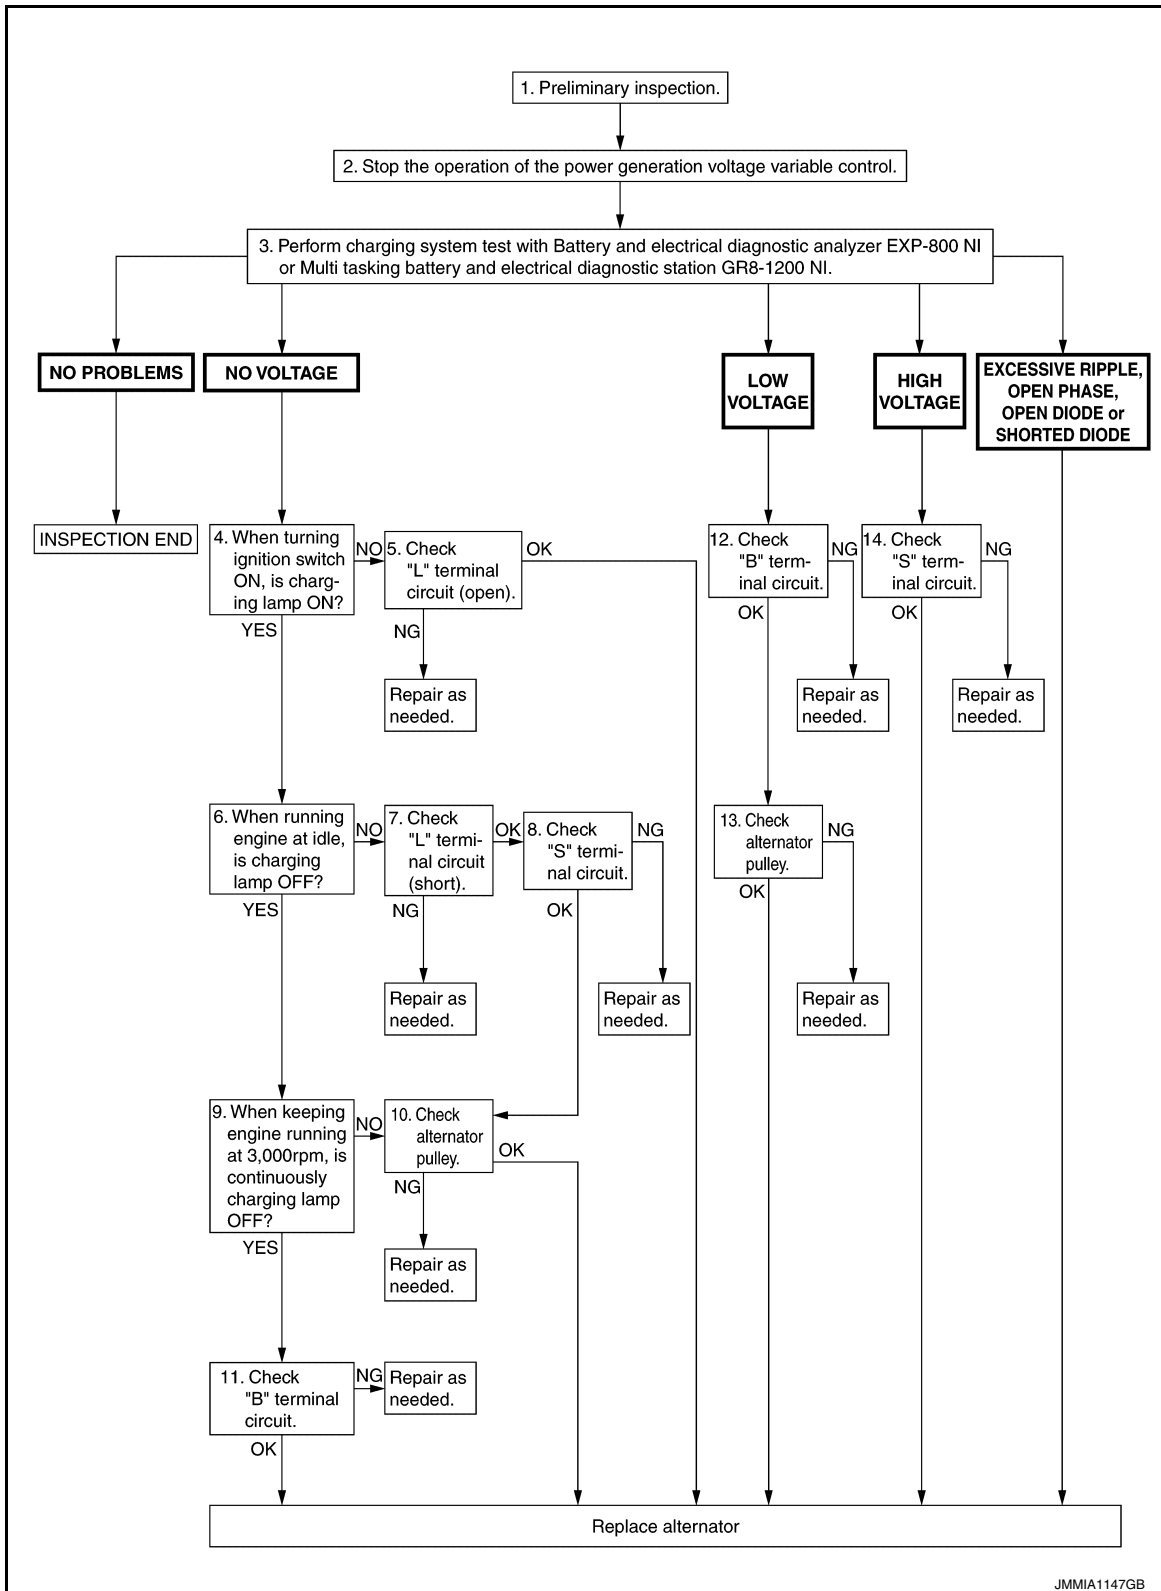 1. Preliminary inspection.
2. Stop the operation of the power generation voltage variable control.
3. Perform charging system test with Battery and electrical diagnostic analyzer EXP-800 NI
or Multi tasking battery and electrical diagnostic station GR8-1200 NI.
NO PROBLEMS
NO VOLTAGE
LOW
VOLTAGE
HIGH
VOLTAGE
EXCESSIVE RIPPLE,
OPEN PHASE,
OPEN DIODE or
SHORTED DIODE
INSPECTION END
4. When turning
ignition switch
ON, is charg-
ing lamp ON?
NO
YES
5. Check
"L" terminal
circuit (open).
OK
NG
Repair as
needed.
12. Check
"B" term-
inal circuit.
NG
OK
Repair as
needed.
14. Check
"S" term-
inal circuit.
NG
OK
Repair as
needed.
6. When running
engine at idle,
is charging
lamp OFF?
NO
YES
7. Check
"L" termi-
nal circuit
(short).
OK
NG
Repair as
needed.
8. Check
"S" termi-
nal circuit.
NG
OK
Repair as
needed.
13. Check
alternator
pulley.
NG
OK
Repair as
needed.
9. When keeping
engine running
at 3,000rpm, is
continuously
charging lamp
OFF?
NO
YES
10. Check
alternator
pulley.
OK
NG
Repair as
needed.
11. Check
"B" terminal
circuit.
NG
OK
Repair as
needed.
Replace alternator
JMMIA1147GB